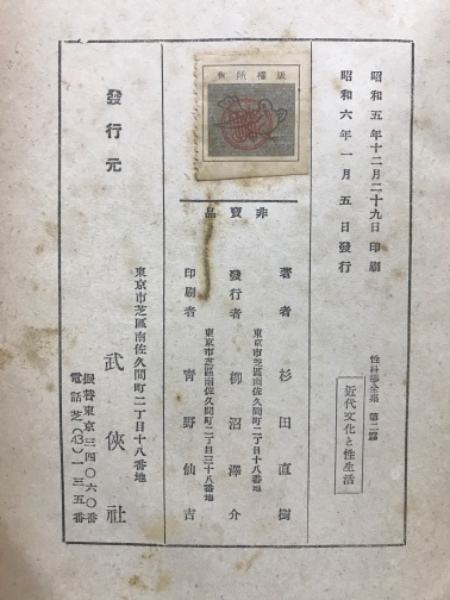 昭和五年十二月二十九日印刷
昭和六年一月五日發行
性科學全集 第二篇
近代文化と性生活
版權所有
非賣品
著者 杉田直樹
東京市芝區南佐久間町二丁目十八番地
發行者 柳沼澤介
東京市芝區南佐久間町二丁目三十八番地
印刷者 青野仙吉
發行元
東京市芝區南佐久間町二丁目十八番地
武俠社
振替東京三四〇六〇番
電話芝(43)一三五番